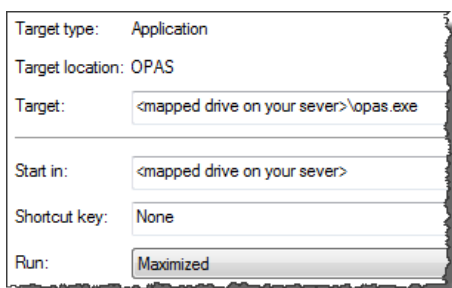 Target type: Application
Target location: OPAS
Target: <mapped drive on your sever>\opas.exe
Start in: <mapped drive on your sever>
Shortcut key: None
Run: Maximized